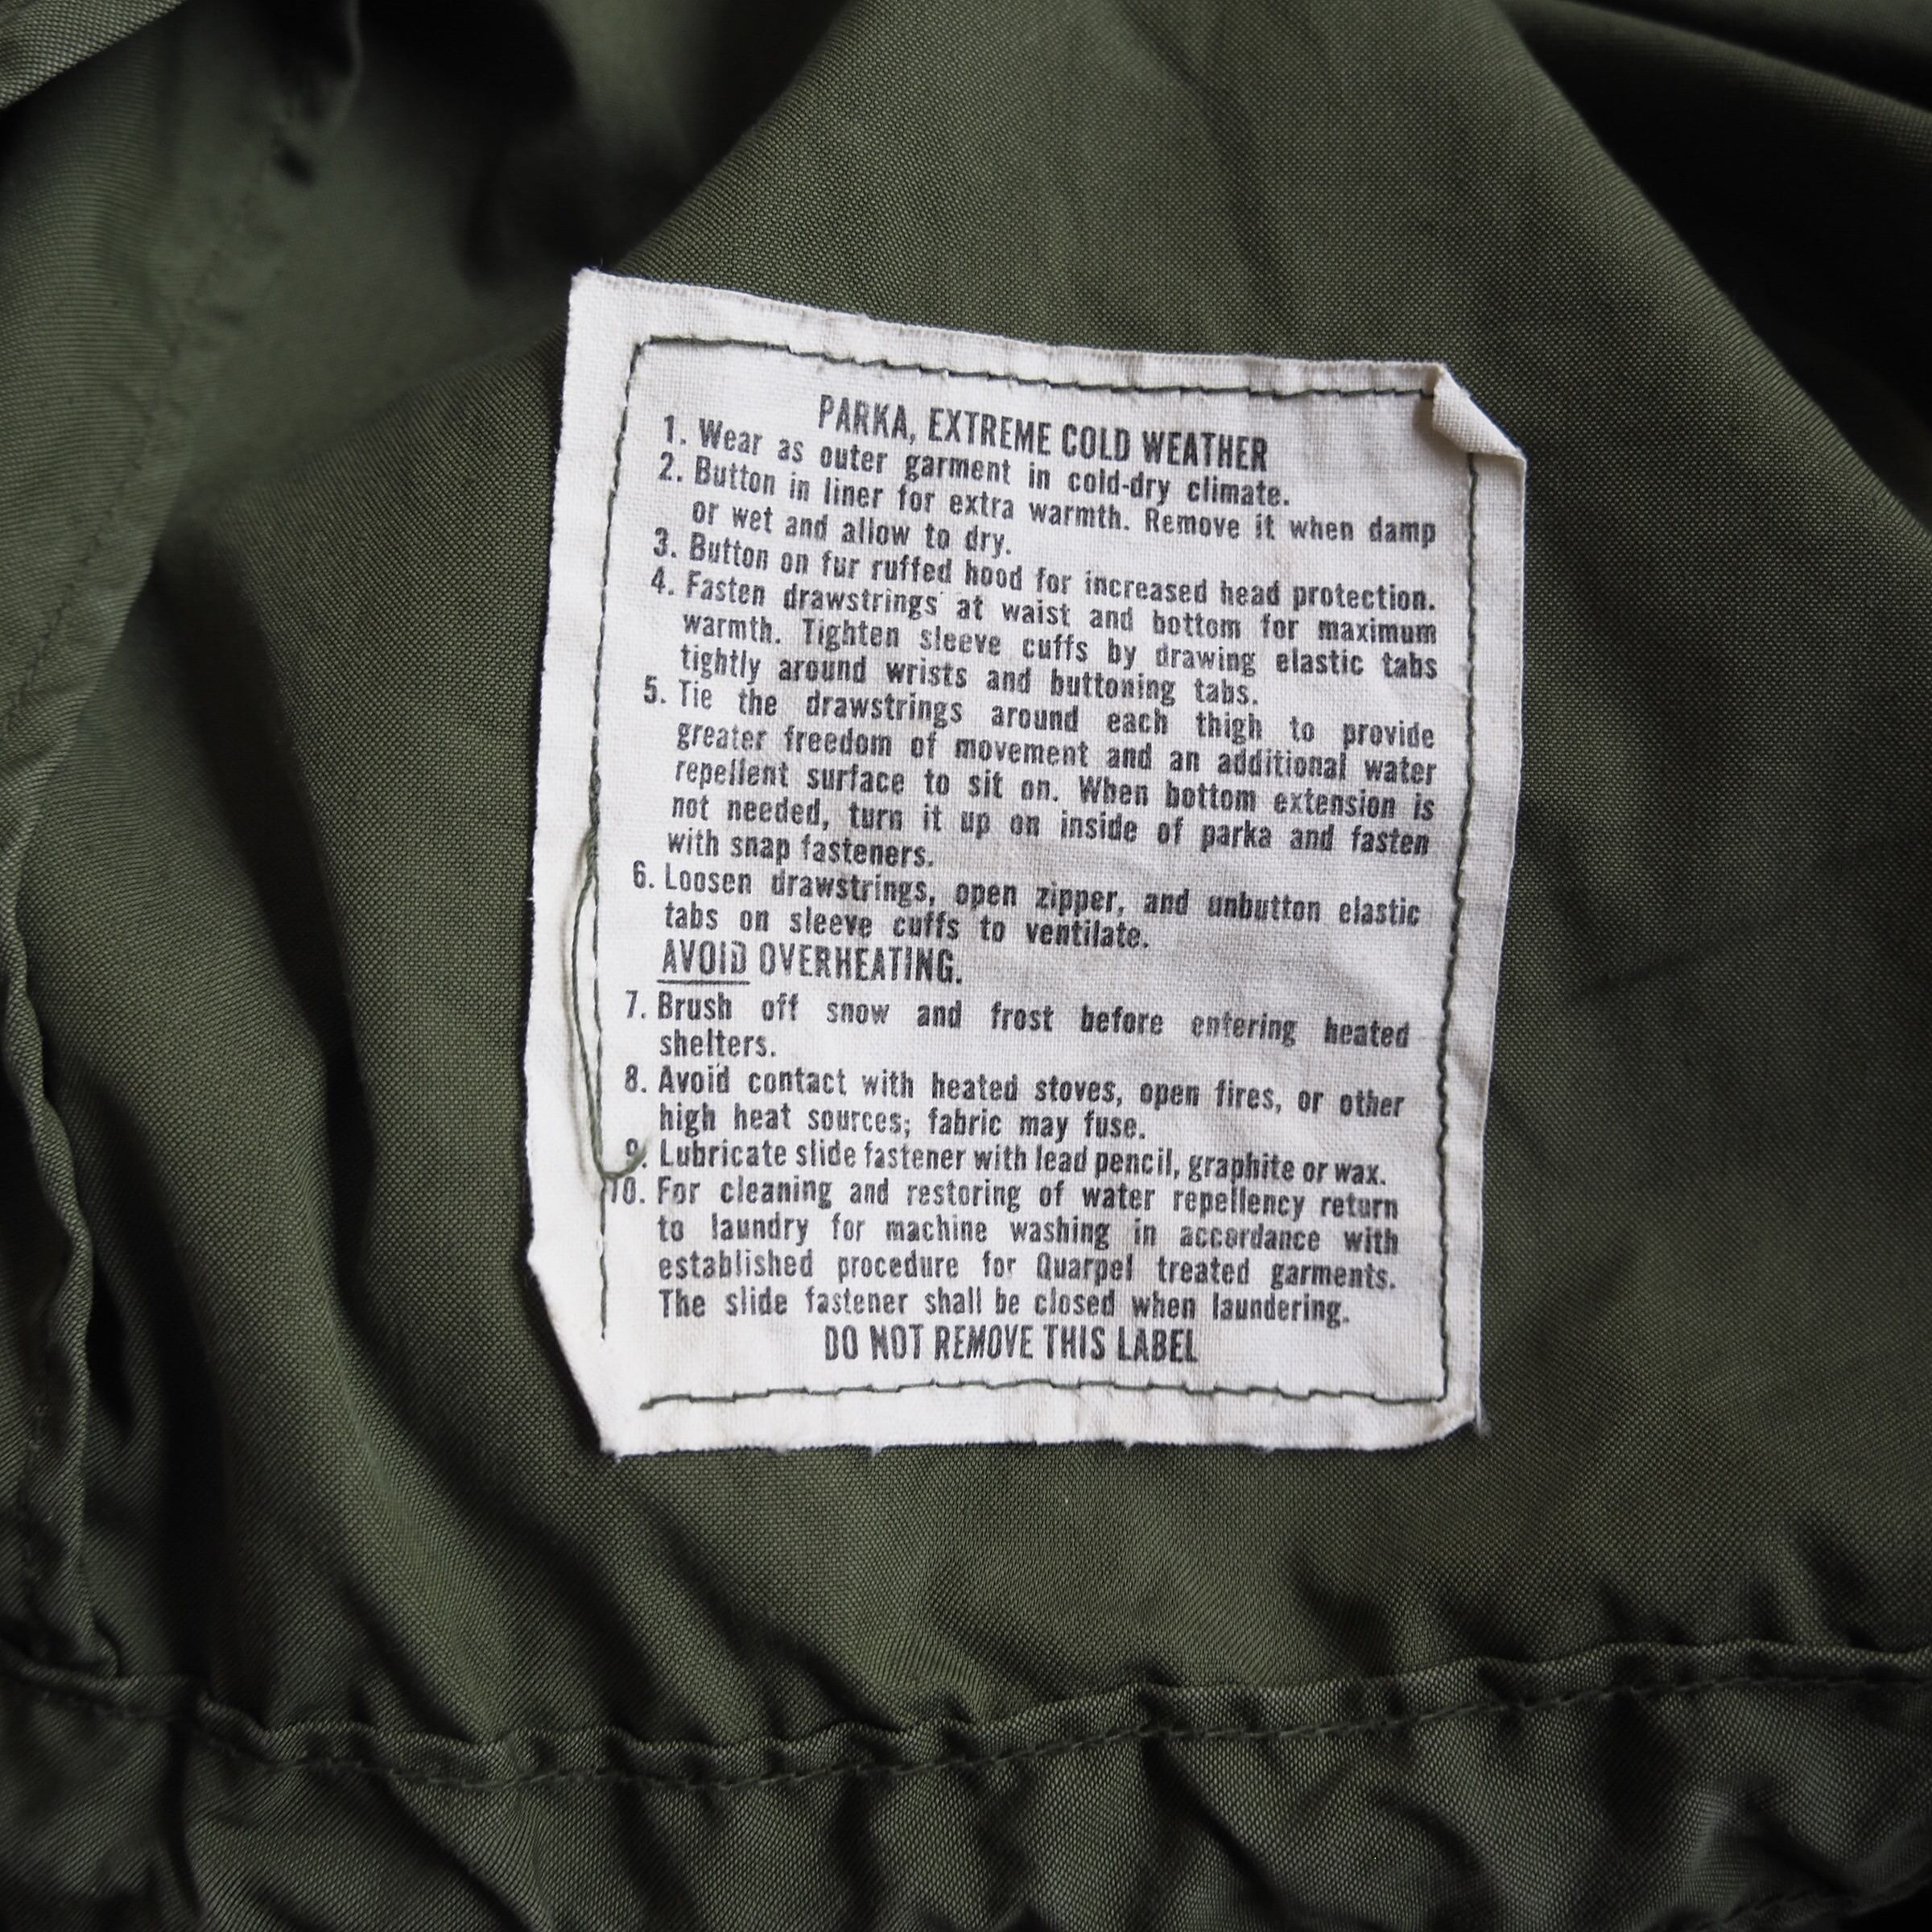 PARKA, EXTREME COLD WEATHER
1. Wear as outer garment in cold-dry climate.
2. Button in liner for extra warmth. Remove it when damp
or wet and allow to dry.
3. Button on fur ruffed hood for increased head protection.
4. Fasten drawstrings at waist and bottom for maximum
warmth. Tighten sleeve cuffs by drawing elastic tabs
tightly around wrists and buttoning tabs.
5. Tie the drawstrings around each thigh to provide
greater freedom of movement and an additional water
repellent surface to sit on. When bottom extension is
not needed, turn it up on inside of parka and fasten
with snap fasteners.
6. Loosen drawstrings, open zipper, and unbutton elastic
tabs on sleeve cuffs to ventilate.
AVOID OVERHEATING.
7. Brush off snow and frost before entering heated
shelters.
8. Avoid contact with heated stoves, open fires, or other
high heat sources; fabric may fuse.
9. Lubricate slide fastener with lead pencil, graphite or wax.
10. For cleaning and restoring of water repellency return
to laundry for machine washing in accordance with
established procedure for Quarpel treated garments.
The slide fastener shall be closed when laundering.
DO NOT REMOVE THIS LABEL